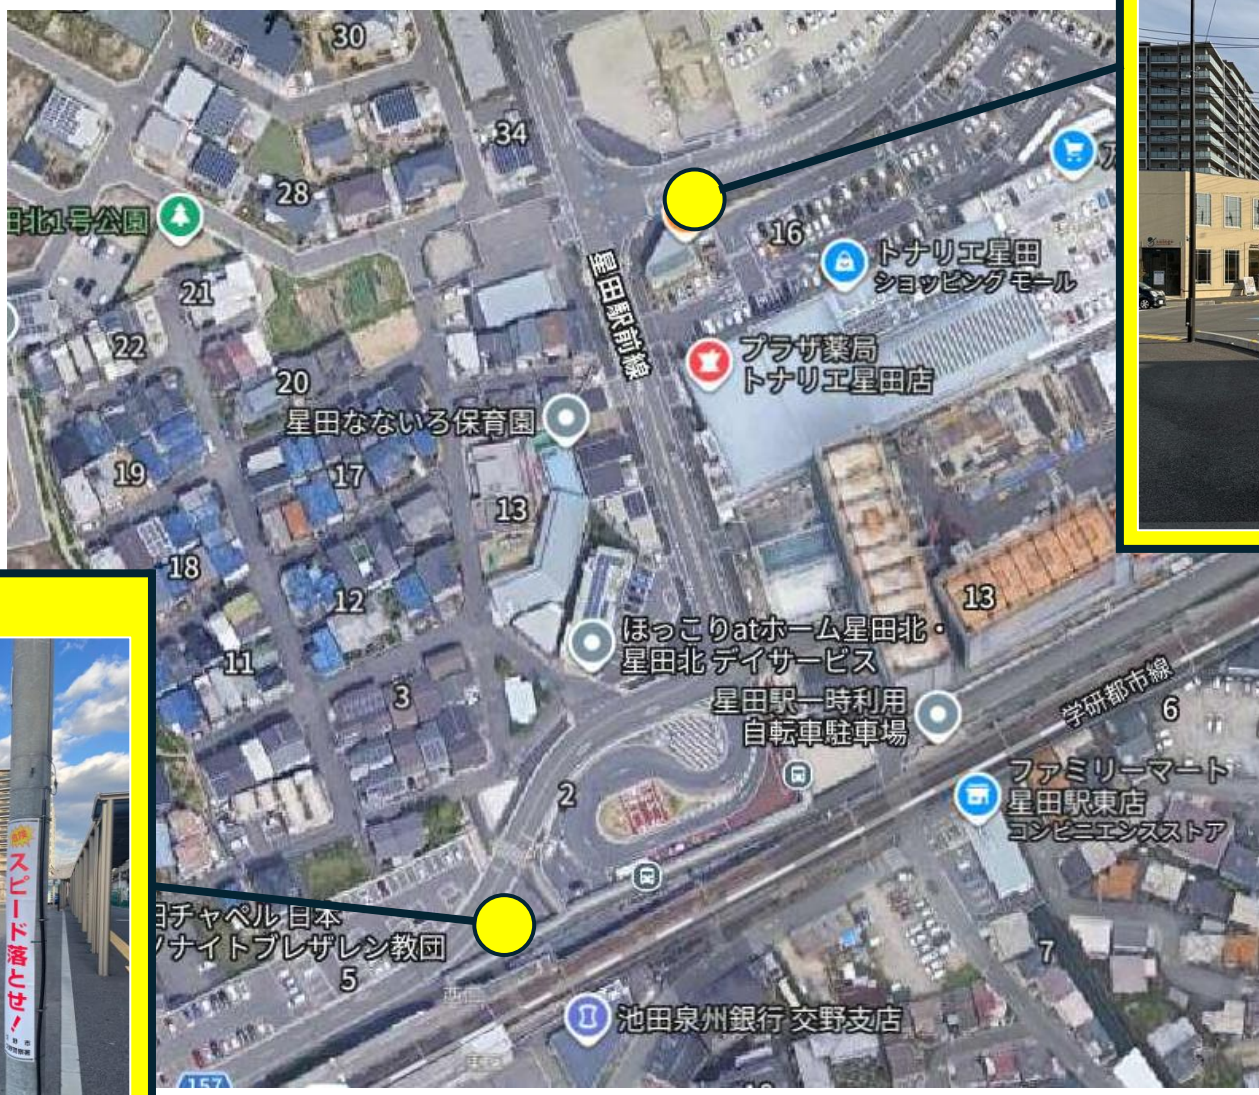 30
34
28
田北1号公園
16
トナリエ星田
ショッピング モール
21
星田駅前線
22
20
プラザ薬局
トナリエ星田店
星田なないろ保育園
19
17
13
18
12
13
11
ほっこりatホーム星田北・
星田北 デイサービス
3
学研都市線
6
星田駅一時利用
自転車駐車場
2
ファミリーマート
星田駅東店
コンビニエンスストア
スピード落とせ!
田チャペル 日本
ナイトブレザレン教団
5
7
池田泉州銀行 交野支店
157